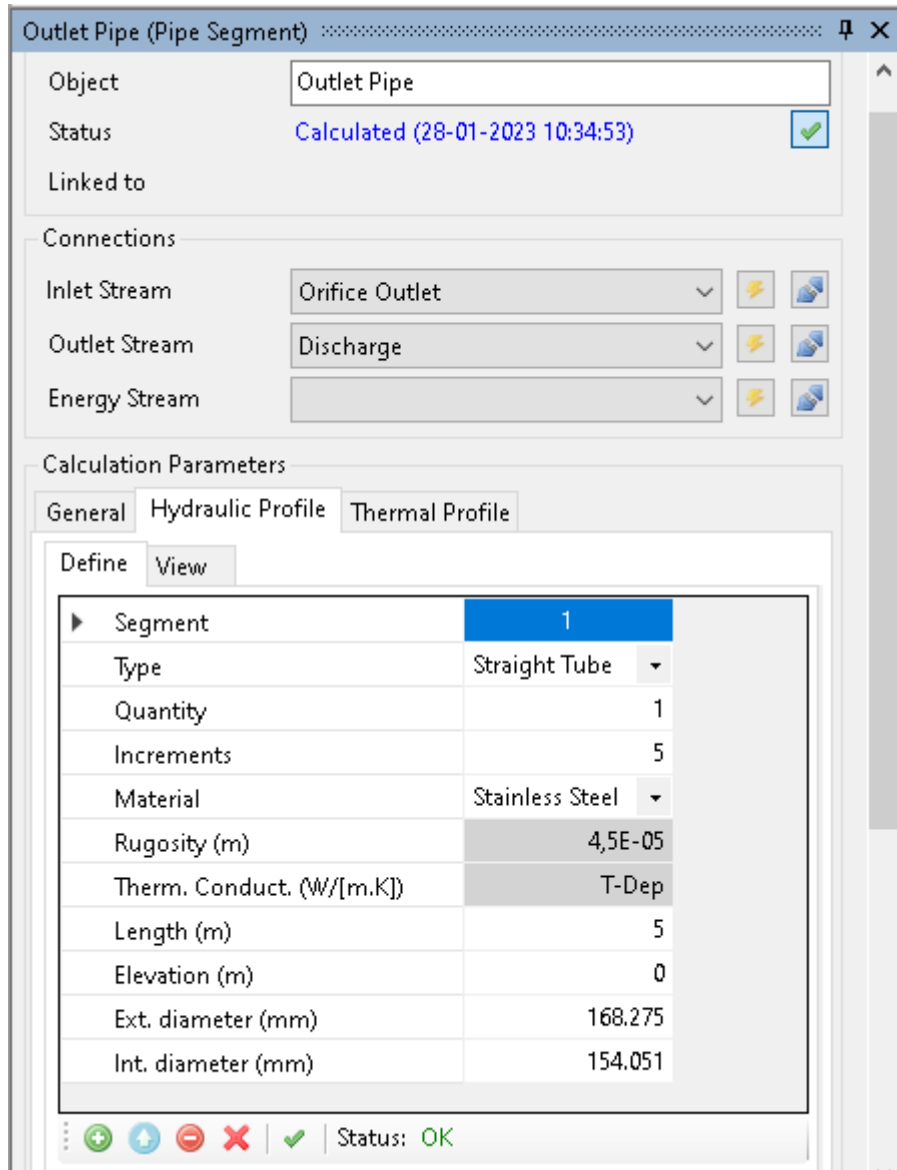 Outlet Pipe (Pipe Segment)
Object Outlet Pipe
Status Calculated (28-01-2023 10:34:53)
Linked to
Connections
Inlet Stream Orifice Outlet
Outlet Stream Discharge
Energy Stream
Calculation Parameters
General Hydraulic Profile Thermal Profile
Define View
Segment 1
Type Straight Tube
Quantity 1
Increments 5
Material Stainless Steel
Rugosity (m) 4,5E-05
Therm. Conduct. (W/[m.K]) T-Dep
Length (m) 5
Elevation (m) 0
Ext. diameter (mm) 168.275
Int. diameter (mm) 154.051
Status: OK